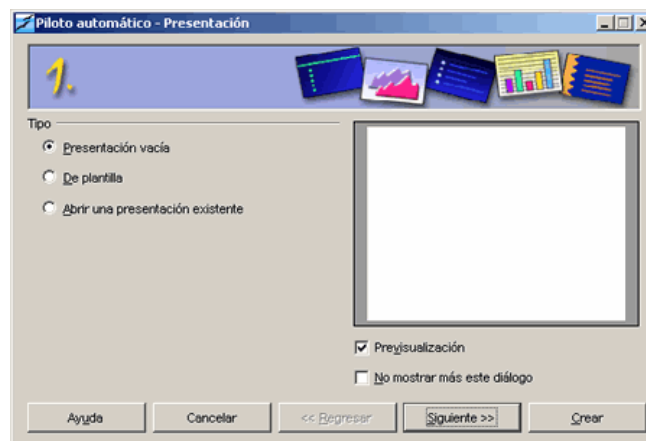 Piloto automático - Presentación
1.
Tipo
Presentación vacía
De plantilla
Abrir una presentación existente
Previsualización
No mostrar más este diálogo
Ayuda
Cancelar
<< Regresar
Siguiente >>
Crear